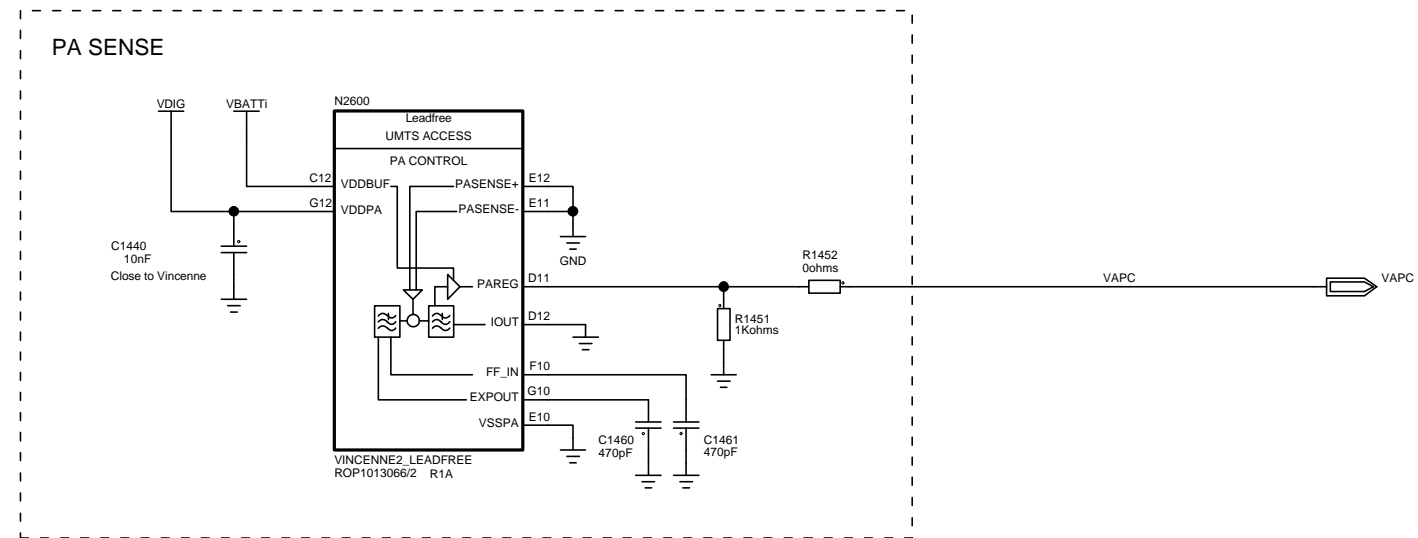 PA SENSE
VDIG
VBATTi
N2600
Leadfree
UMTS ACCESS
PA CONTROL
C12
VDDBUF
PASENSE+
E12
G12
VDDPA
PASENSE-
E11
C1440
10nF
Close to Vincenne
GND
R1452
0ohms
PAREG
D11
VAPC
VAPC
R1451
1Kohms
IOUT
D12
FF_IN
F10
EXPOUT
G10
VSSPA
E10
C1460
470pF
C1461
470pF
VINCENNE2_LEADFREE
ROP1013066/2 R1A